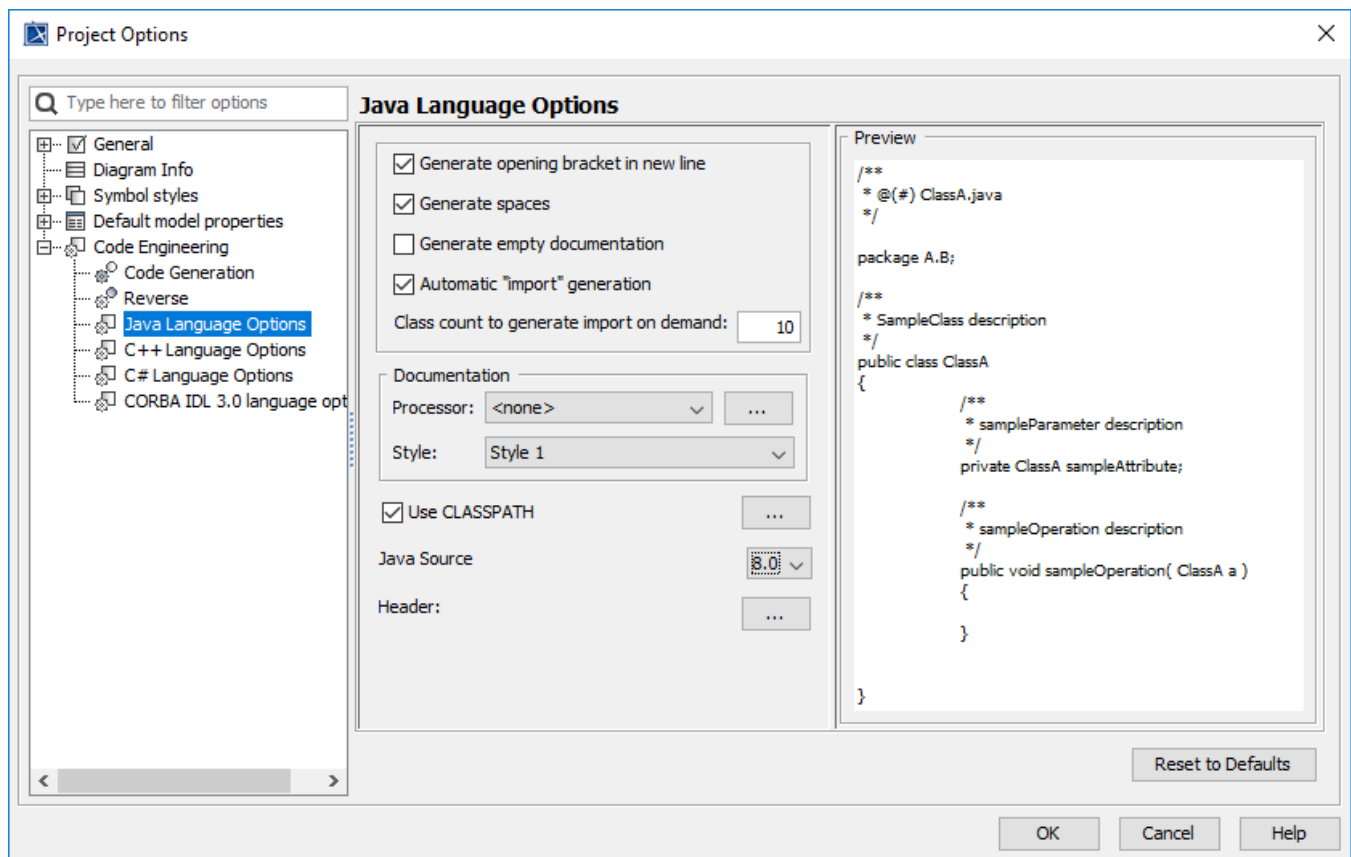 Project Options
Type here to filter options
General
Diagram Info
Symbol styles
Default model properties
Code Engineering
Code Generation
Reverse
Java Language Options
C++ Language Options
C# Language Options
CORBA IDL 3.0 language opt
Java Language Options
Generate opening bracket in new line
Generate spaces
Generate empty documentation
Automatic "import" generation
Class count to generate import on demand: 10
Documentation
Processor: <none> ...
Style: Style 1
Use CLASSPATH ...
Java Source 8.0
Header: ...
Preview
/**
* @(#) ClassA.java
*/
package A.B;
/**
* SampleClass description
*/
public class ClassA
{
/**
* sampleParameter description
*/
private ClassA sampleAttribute;
/**
* sampleOperation description
*/
public void sampleOperation( ClassA a )
{
}
}
Reset to Defaults
OK Cancel Help